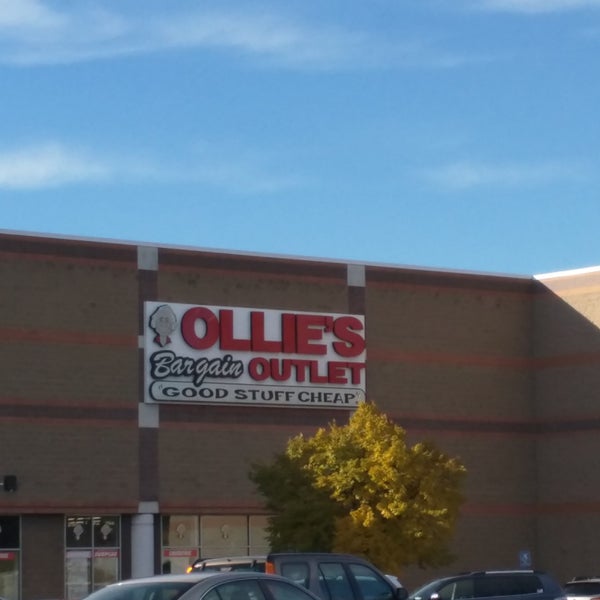 OLLIE'S
Bargain OUTLET
"GOOD STUFF CHEAP"